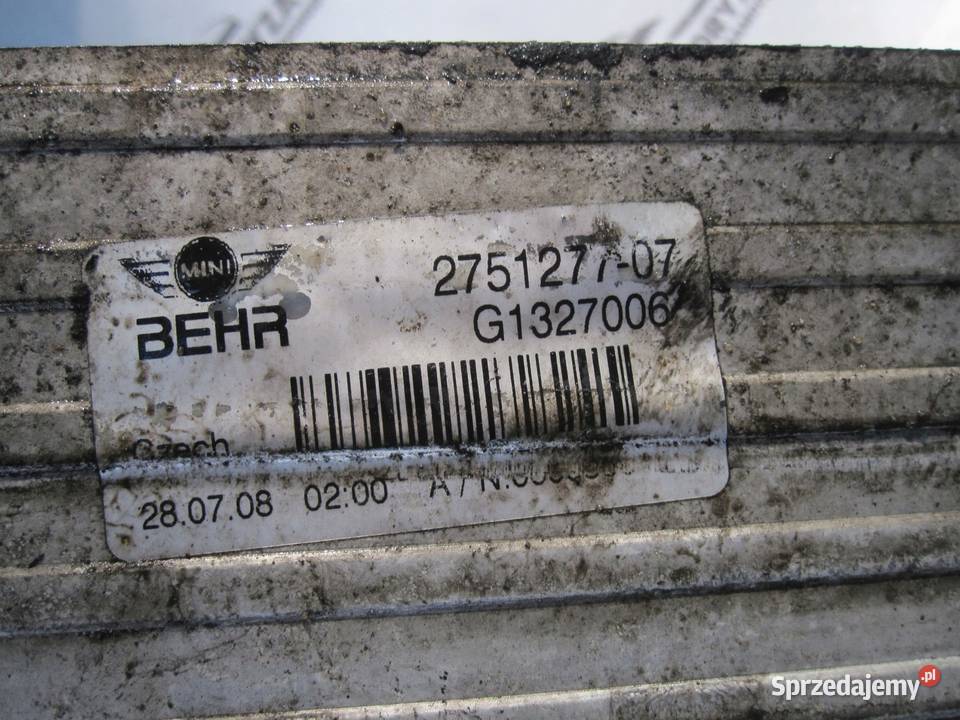 MINI
2751277-07
BEHR
G1327006
Czech
28.07.08 02:00
Sprzedajemy.pl